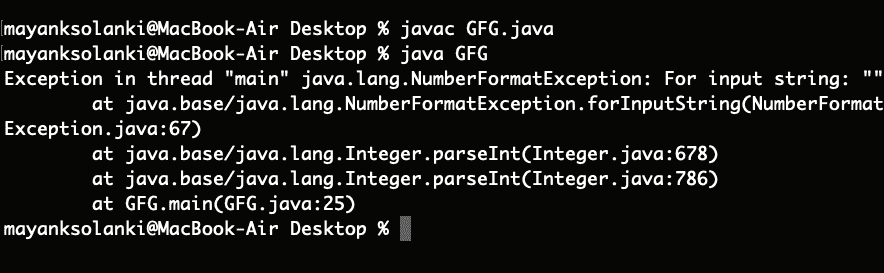 mayanksolanki@MacBook-Air Desktop % javac GFG.java
mayanksolanki@MacBook-Air Desktop % java GFG
Exception in thread "main" java.lang.NumberFormatException: For input string: ""
        at java.base/java.lang.NumberFormatException.forInputString(NumberFormat
Exception.java:67)
        at java.base/java.lang.Integer.parseInt(Integer.java:678)
        at java.base/java.lang.Integer.parseInt(Integer.java:786)
        at GFG.main(GFG.java:25)
mayanksolanki@MacBook-Air Desktop %